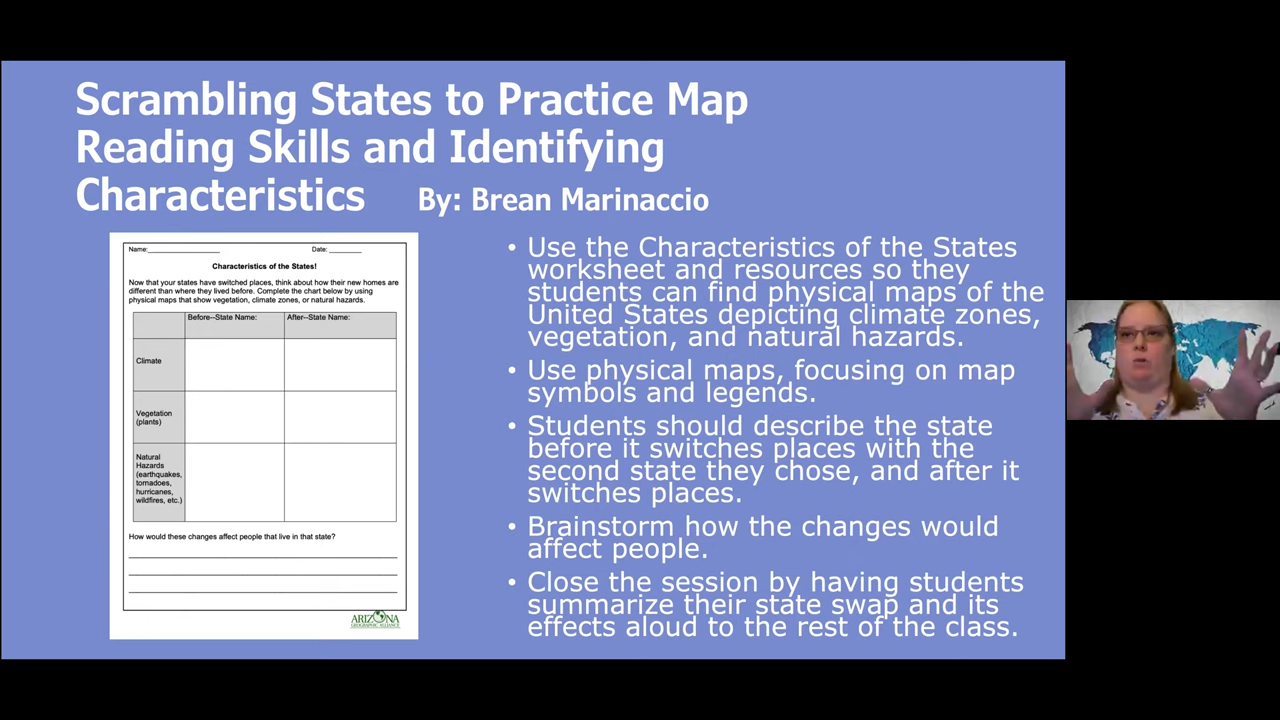 Scrambling States to Practice Map
Reading Skills and Identifying
Characteristics By: Brean Marinaccio
Name: Date:
Characteristics of the States!
Now that your states have switched places, think about how their new homes are
different than where they lived before. Complete the chart below by using
physical maps that show vegetation, climate zones, or natural hazards.
Before--State Name: After--State Name:
Climate
Vegetation
(plants)
Natural
Hazards
(earthquakes,
tornadoes,
hurricanes,
wildfires, etc.)
How would these changes affect people that live in that state?
ARIZONA
GEOGRAPHIC ALLIANCE
• Use the Characteristics of the States
worksheet and resources so they
students can find physical maps of the
United States depicting climate zones,
vegetation, and natural hazards.
• Use physical maps, focusing on map
symbols and legends.
• Students should describe the state
before it switches places with the
second state they chose, and after it
switches places.
• Brainstorm how the changes would
affect people.
• Close the session by having students
summarize their state swap and its
effects aloud to the rest of the class.